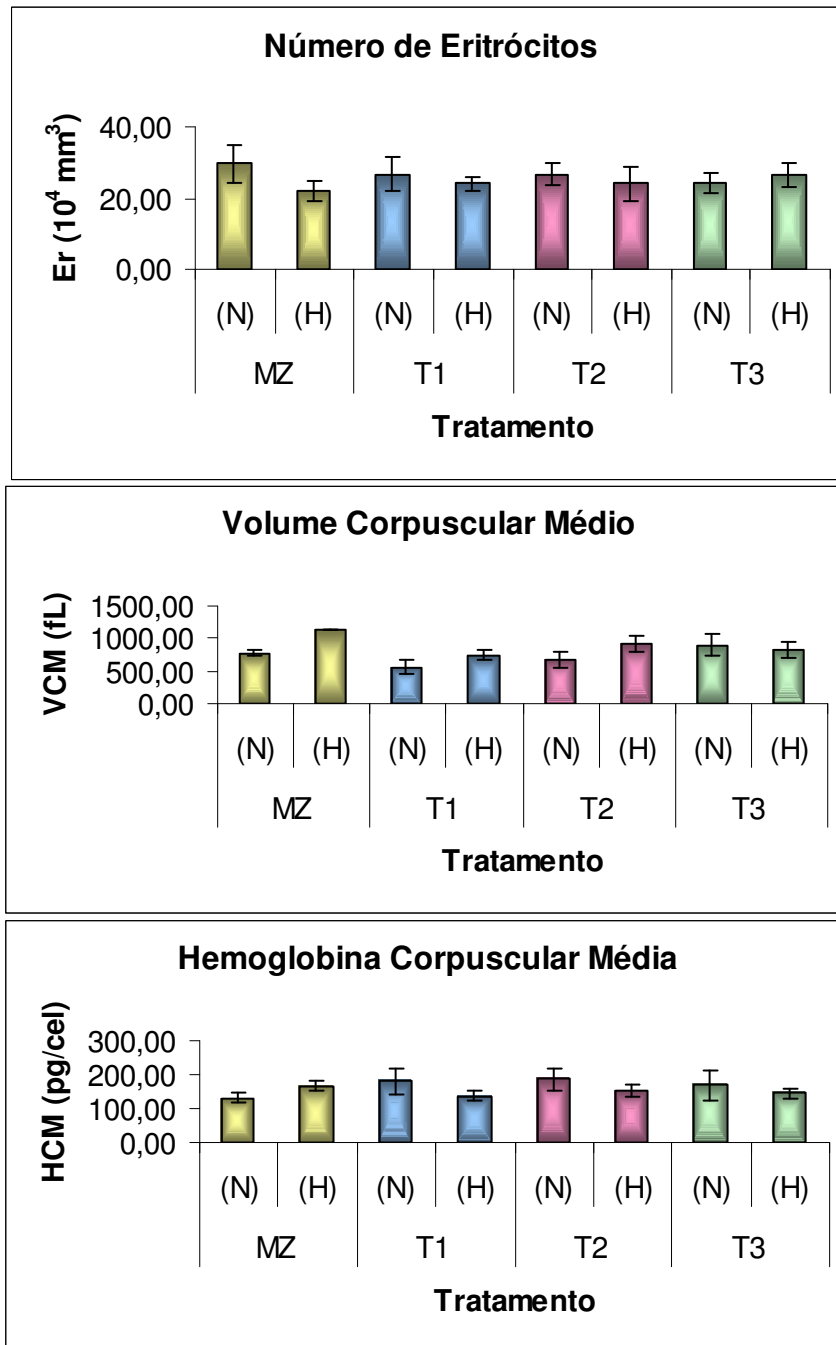 Número de Eritrócitos
Er (10⁴ mm³)
40,00
20,00
0,00
(N) (H) (N) (H) (N) (H) (N) (H)
MZ T1 T2 T3
Tratamento
Volume Corpuscular Médio
VCM (fL)
1500,00
1000,00
500,00
0,00
(N) (H) (N) (H) (N) (H) (N) (H)
MZ T1 T2 T3
Tratamento
Hemoglobina Corpuscular Média
HCM (pg/cel)
300,00
200,00
100,00
0,00
(N) (H) (N) (H) (N) (H) (N) (H)
MZ T1 T2 T3
Tratamento